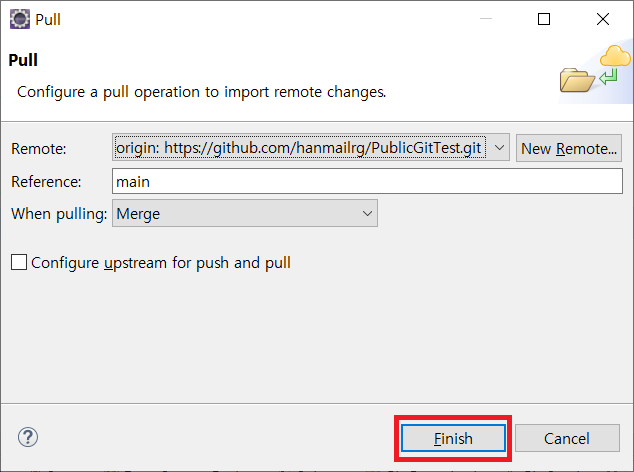 Pull
Pull
Configure a pull operation to import remote changes.
Remote: origin: https://github.com/hanmailrg/PublicGitTest.git New Remote...
Reference: main
When pulling: Merge
Configure upstream for push and pull
? Finish Cancel